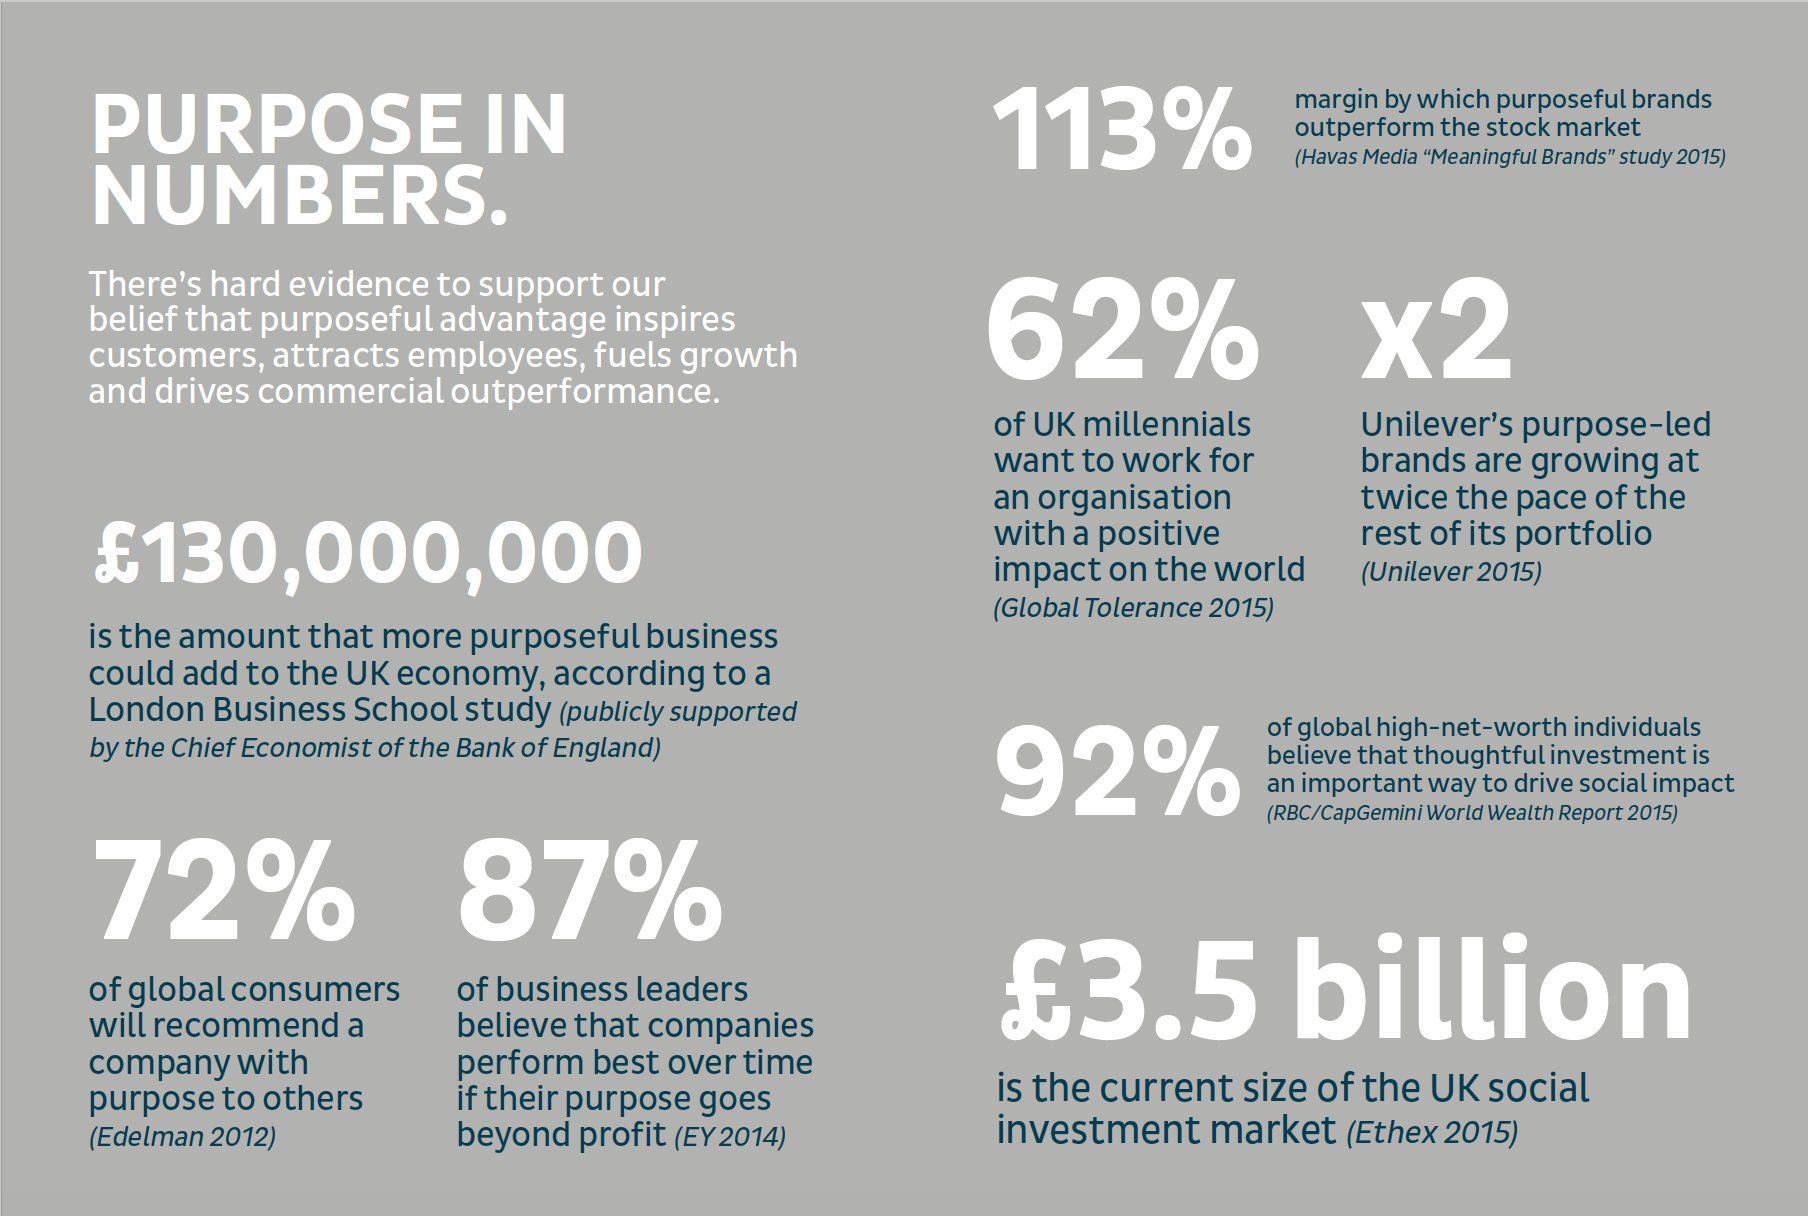 PURPOSE IN
NUMBERS.
There’s hard evidence to support our
belief that purposeful advantage inspires
customers, attracts employees, fuels growth
and drives commercial outperformance.
£130,000,000
is the amount that more purposeful business
could add to the UK economy, according to a
London Business School study (publicly supported
by the Chief Economist of the Bank of England)
72%
of global consumers
will recommend a
company with
purpose to others
(Edelman 2012)
87%
of business leaders
believe that companies
perform best over time
if their purpose goes
beyond profit (EY 2014)
113%
margin by which purposeful brands
outperform the stock market
(Havas Media “Meaningful Brands” study 2015)
62%
of UK millennials
want to work for
an organisation
with a positive
impact on the world
(Global Tolerance 2015)
x2
Unilever’s purpose-led
brands are growing at
twice the pace of the
rest of its portfolio
(Unilever 2015)
92%
of global high-net-worth individuals
believe that thoughtful investment is
an important way to drive social impact
(RBC/CapGemini World Wealth Report 2015)
£3.5 billion
is the current size of the UK social
investment market (Ethex 2015)